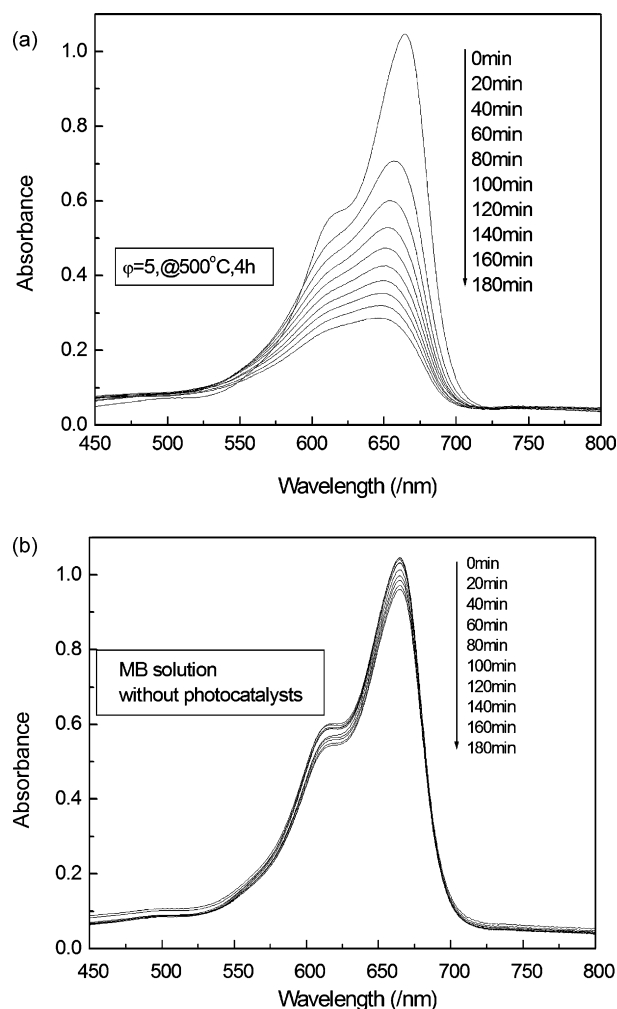 (a)
1.0
0.8
0.6
0.4
0.2
0.0
Absorbance
φ=5,@500°C,4h
0min
20min
40min
60min
80min
100min
120min
140min
160min
180min
450 500 550 600 650 700 750 800
Wavelength (/nm)
(b)
1.0
0.8
0.6
0.4
0.2
0.0
Absorbance
MB solution
without photocatalysts
0min
20min
40min
60min
80min
100min
120min
140min
160min
180min
450 500 550 600 650 700 750 800
Wavelength (/nm)